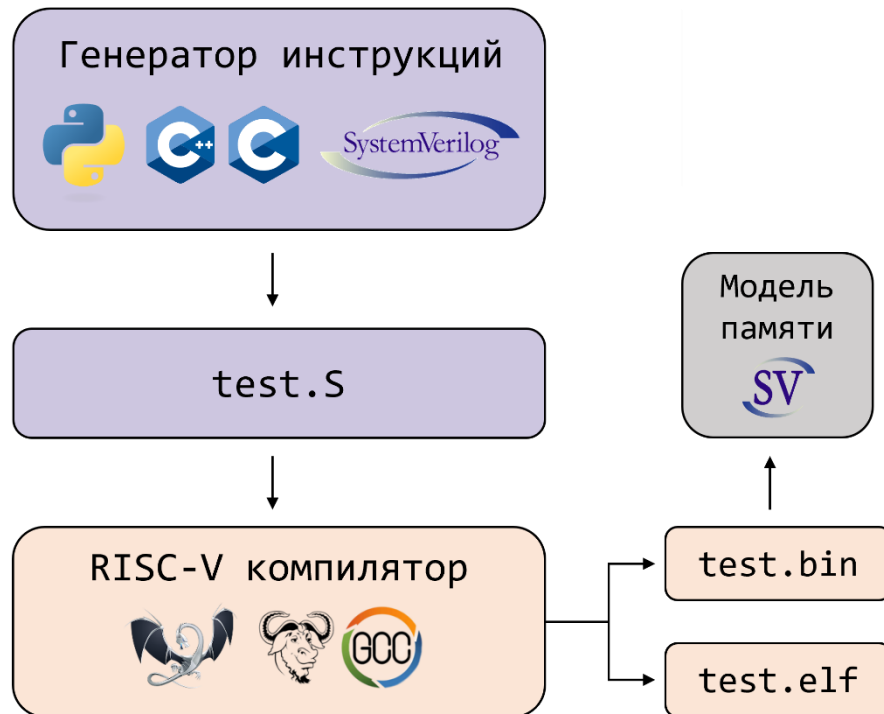 Генератор инструкций
C++
C
SystemVerilog
test.S
Модель
памяти
SV
RISC-V компилятор
GCC
test.bin
test.elf